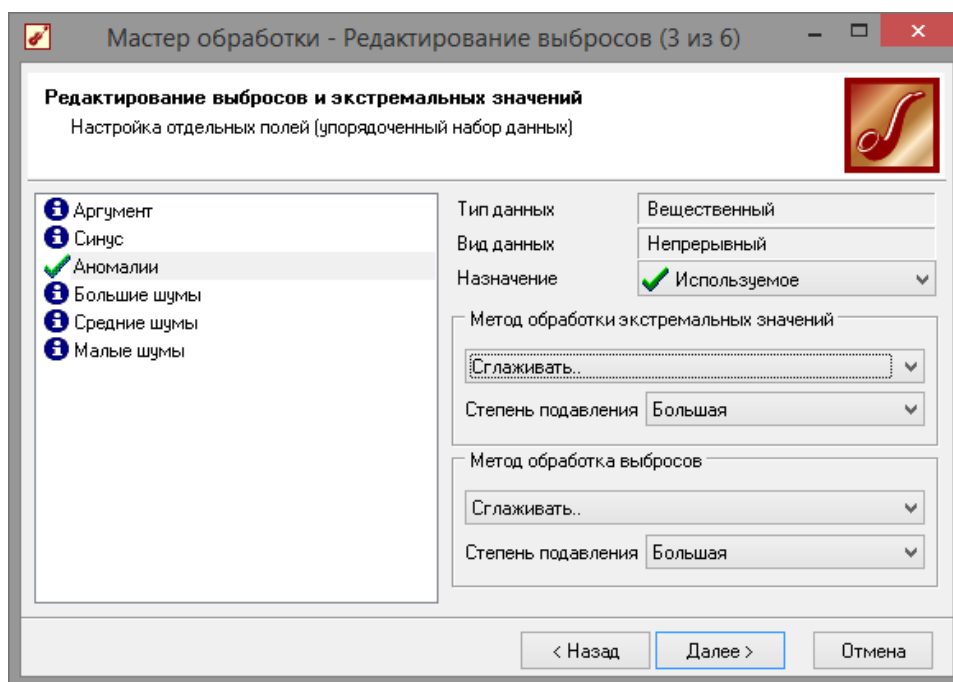 Мастер обработки - Редактирование выбросов (3 из 6)
Редактирование выбросов и экстремальных значений
Настройка отдельных полей (упорядоченный набор данных)
Аргумент
Синус
Аномалии
Большие шумы
Средние шумы
Малые шумы
Тип данных Вещественный
Вид данных Непрерывный
Назначение Используемое
Метод обработки экстремальных значений
Сглаживать..
Степень подавления Большая
Метод обработка выбросов
Сглаживать..
Степень подавления Большая
< Назад Далее > Отмена